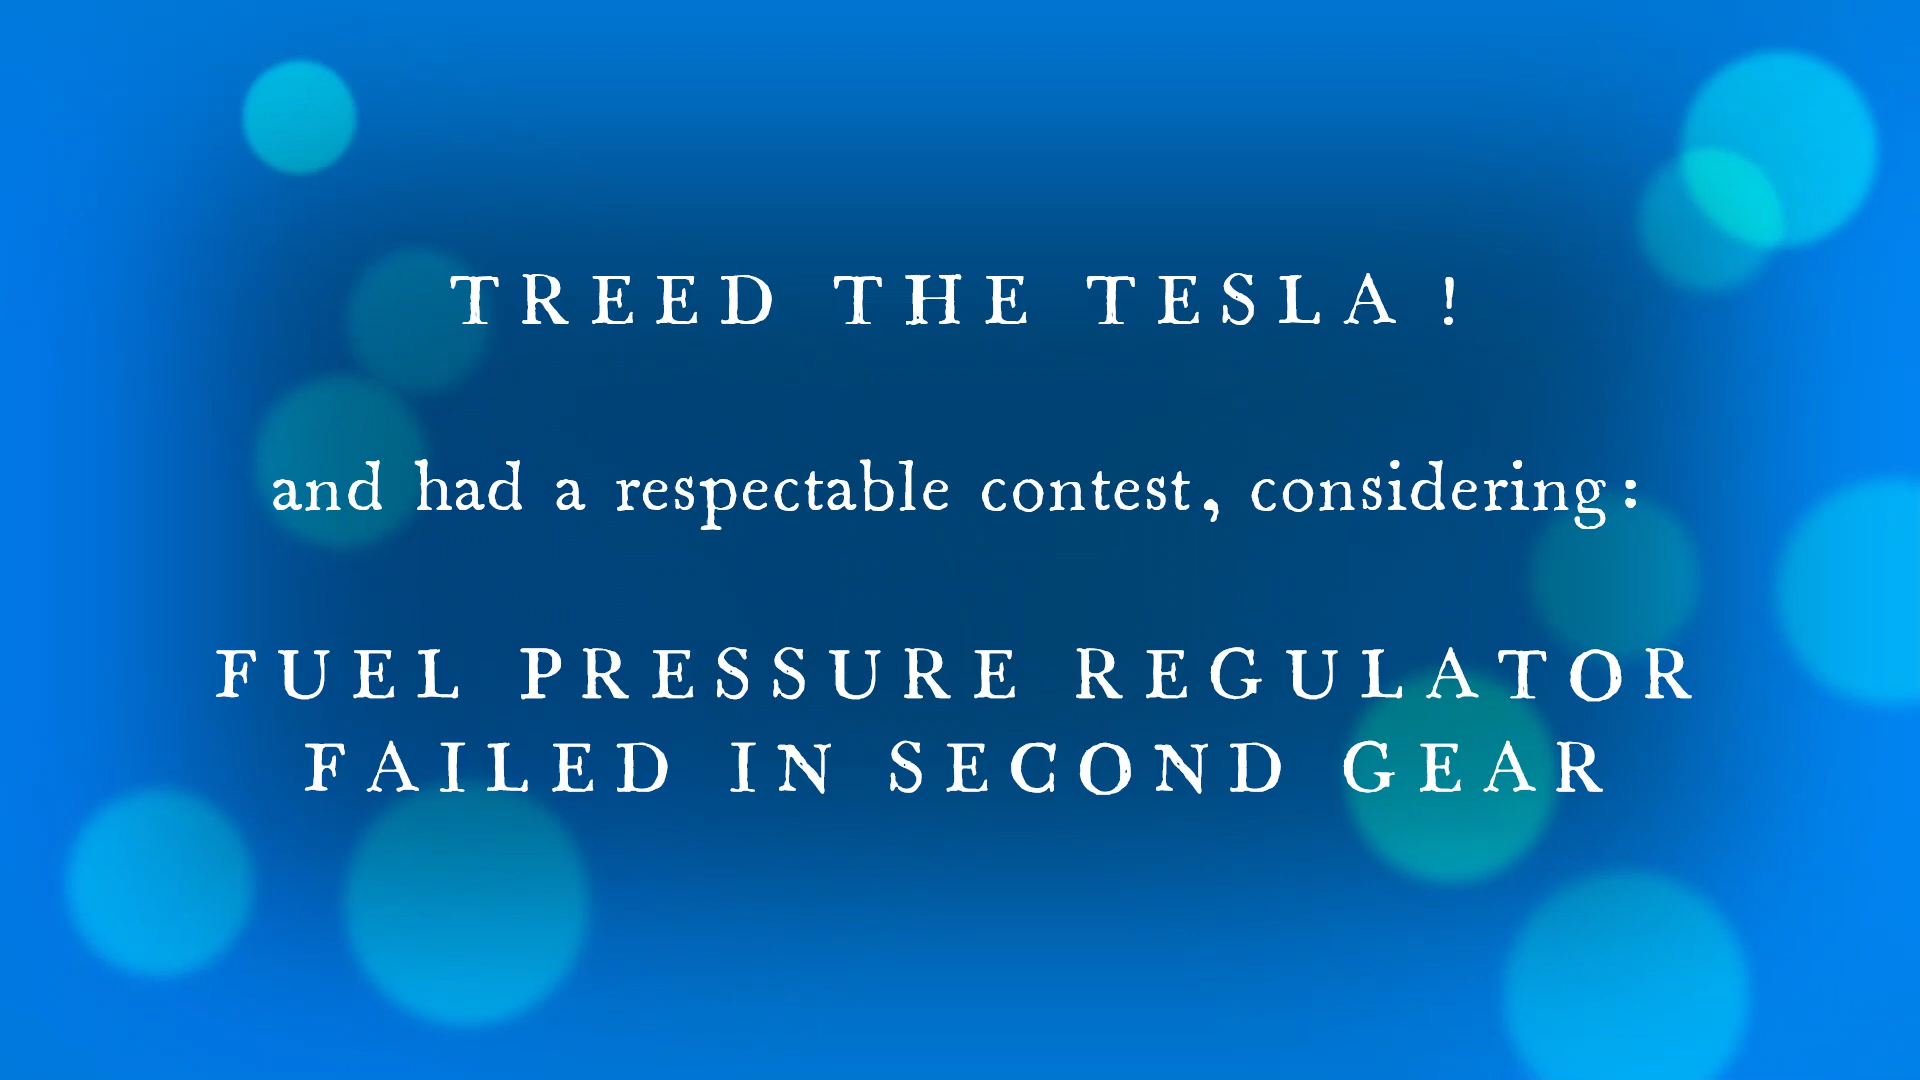 TREED THE TESLA !
and had a respectable contest, considering:
FUEL PRESSURE REGULATOR
FAILED IN SECOND GEAR